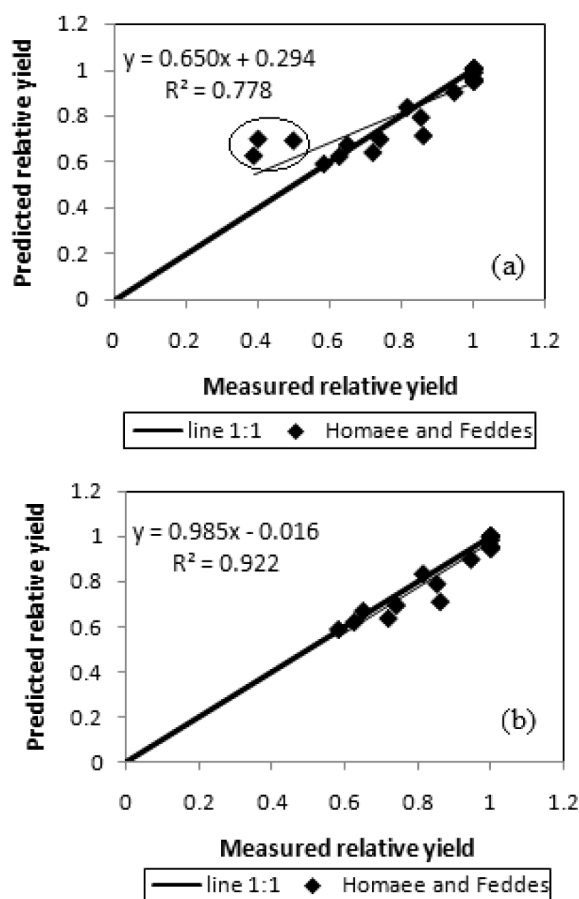 1.2
y = 0.650x + 0.294
R² = 0.778
1
0.8
0.6
0.4
0.2
0
(a)
0 0.2 0.4 0.6 0.8 1 1.2
Predicted relative yield
Measured relative yield
line 1:1 Homaee and Feddes
1.2
y = 0.985x - 0.016
R² = 0.922
1
0.8
0.6
0.4
0.2
0
(b)
0 0.2 0.4 0.6 0.8 1 1.2
Predicted relative yield
Measured relative yield
line 1:1 Homaee and Feddes